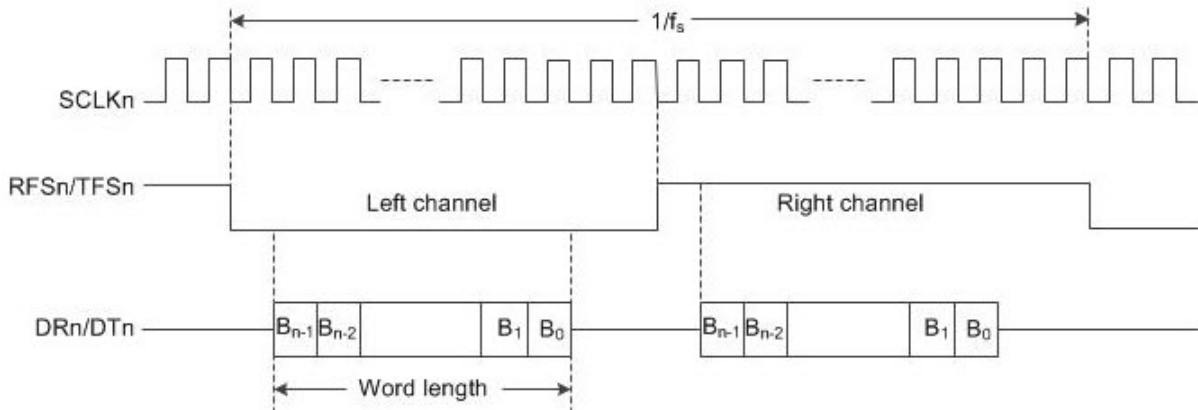 1/fs
SCLKn
RFSn/TFSn
Left channel
Right channel
DRn/DTn
Bn-1 Bn-2 B1 B0 Bn-1 Bn-2 B1 B0
Word length